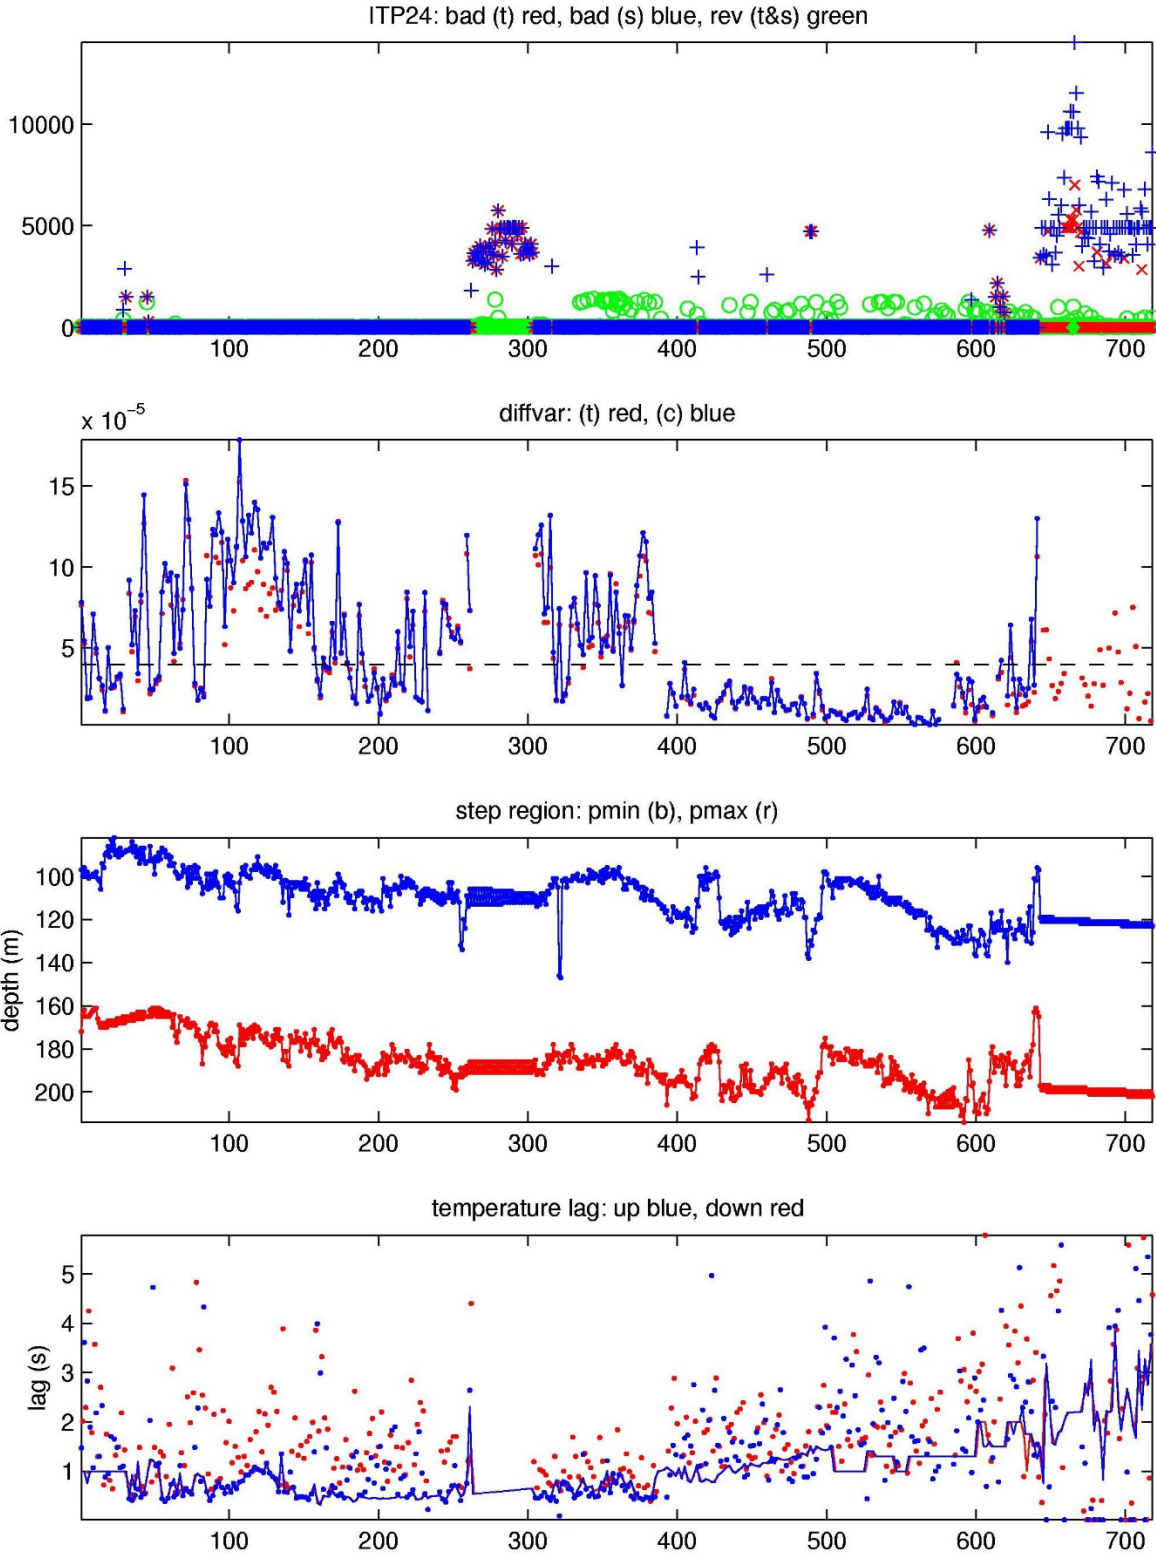 ITP24: bad (t) red, bad (s) blue, rev (t&s) green
10000
5000
0
100 200 300 400 500 600 700
x 10⁻⁵
diffvar: (t) red, (c) blue
15
10
5
100 200 300 400 500 600 700
step region: pmin (b), pmax (r)
depth (m)
100
120
140
160
180
200
100 200 300 400 500 600 700
temperature lag: up blue, down red
lag (s)
5
4
3
2
1
100 200 300 400 500 600 700